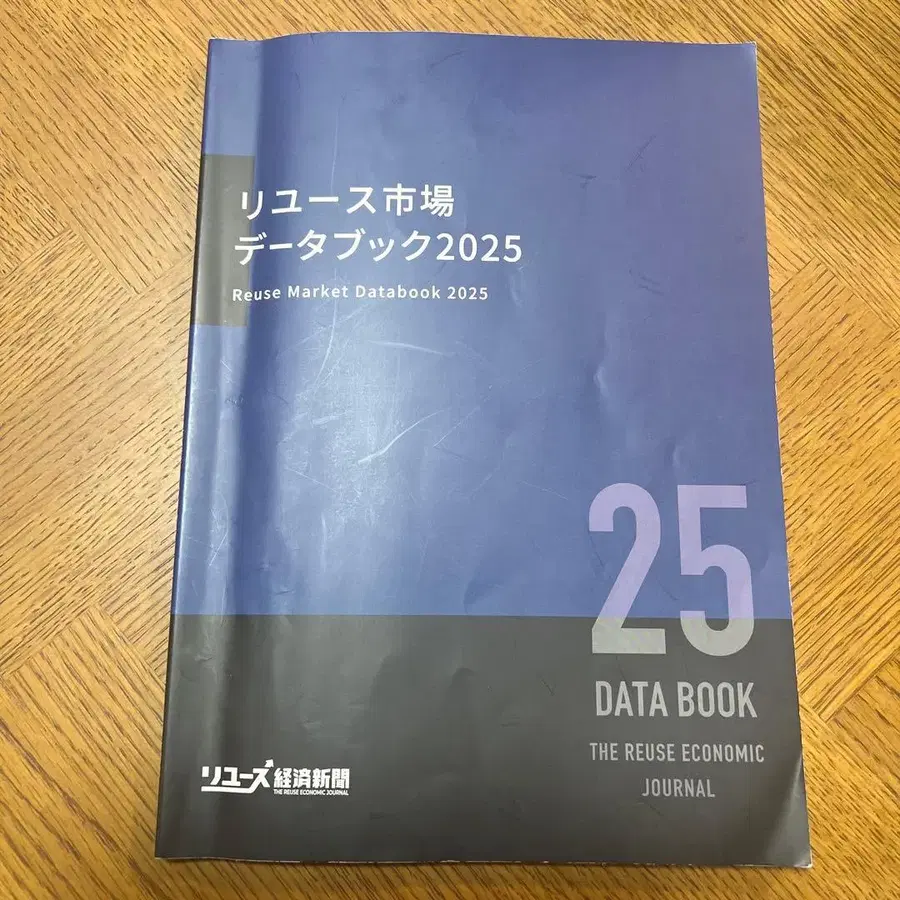 リユース市場
データブック2025
Reuse Market Databook 2025
25
DATA BOOK
THE REUSE ECONOMIC
JOURNAL
リユース経済新聞
THE REUSE ECONOMIC JOURNAL